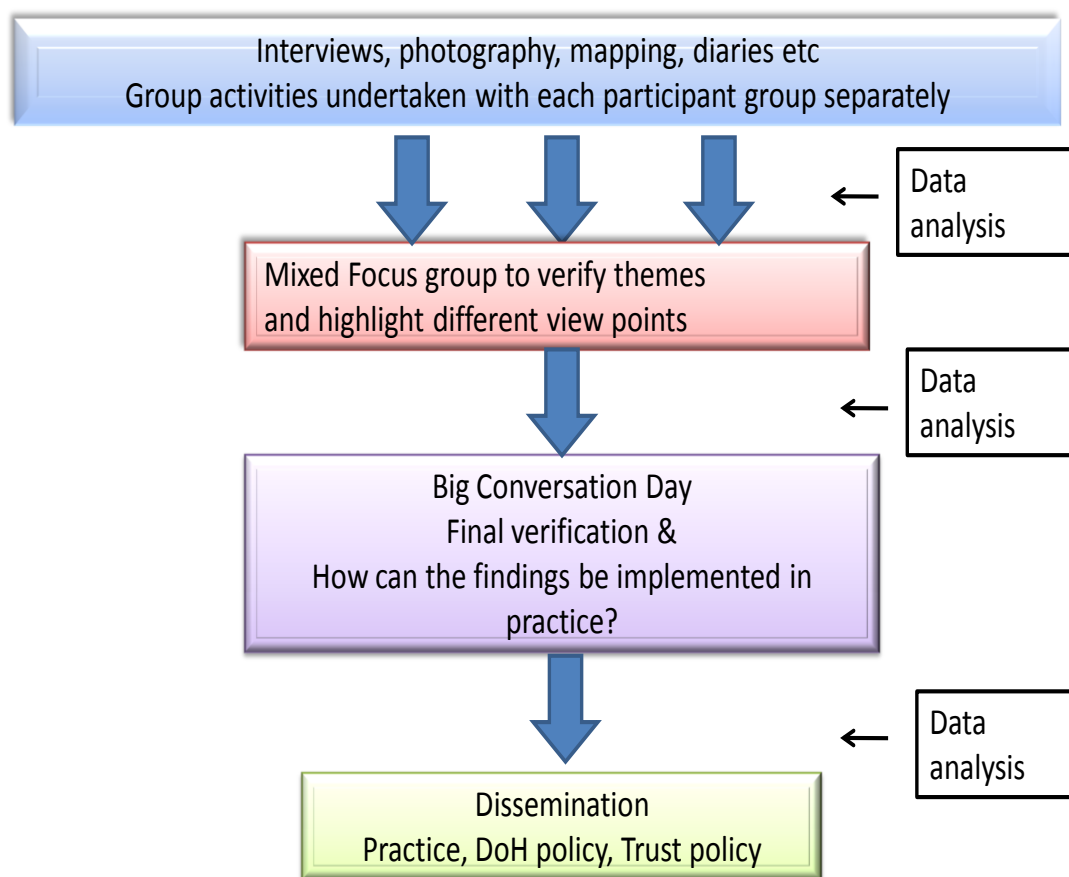 Interviews, photography, mapping, diaries etc
Group activities undertaken with each participant group separately
Data
analysis
Mixed Focus group to verify themes
and highlight different view points
Data
analysis
Big Conversation Day
Final verification &
How can the findings be implemented in
practice?
Data
analysis
Dissemination
Practice, DoH policy, Trust policy